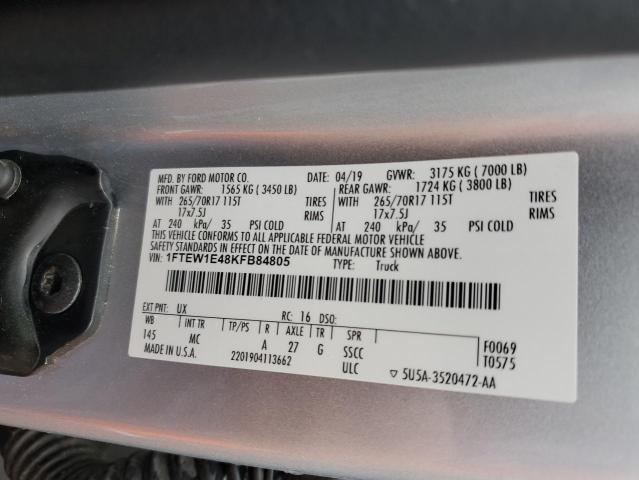 MFD. BY FORD MOTOR CO. DATE: 04/19 GVWR: 3175 KG ( 7000 LB)
FRONT GAWR: 1565 KG ( 3450 LB) REAR GAWR: 1724 KG ( 3800 LB)
WITH 265/70R17 115T TIRES WITH 265/70R17 115T TIRES
17x7.5J RIMS 17x7.5J RIMS
AT 240 kPa/ 35 PSI COLD AT 240 kPa/ 35 PSI COLD
THIS VEHICLE CONFORMS TO ALL APPLICABLE FEDERAL MOTOR VEHICLE
SAFETY STANDARDS IN EFFECT ON THE DATE OF MANUFACTURE SHOWN ABOVE.
VIN: 1FTEW1E48KFB84805 TYPE: Truck
EXT PNT: UX RC: 16 DSO:
WB INT TR TP/PS R AXLE TR SPR F0069
145 A 27 G SSCC T0575
MADE IN U.S.A. 2201904113662 ULC ▽ 5U5A-3520472-AA